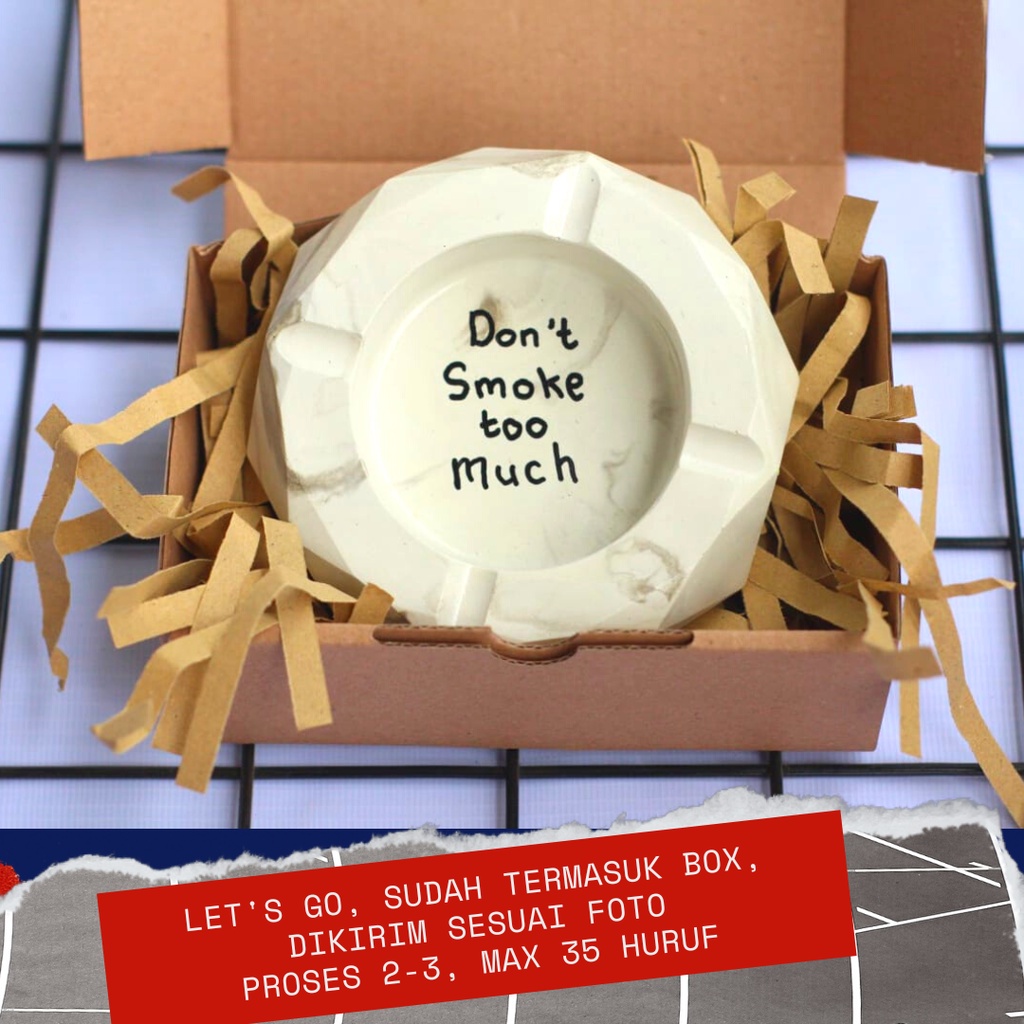 Don't
Smoke
too
Much
LET'S GO, SUDAH TERMASUK BOX,
DIKIRIM SESUAI FOTO
PROSES 2-3, MAX 35 HURUF